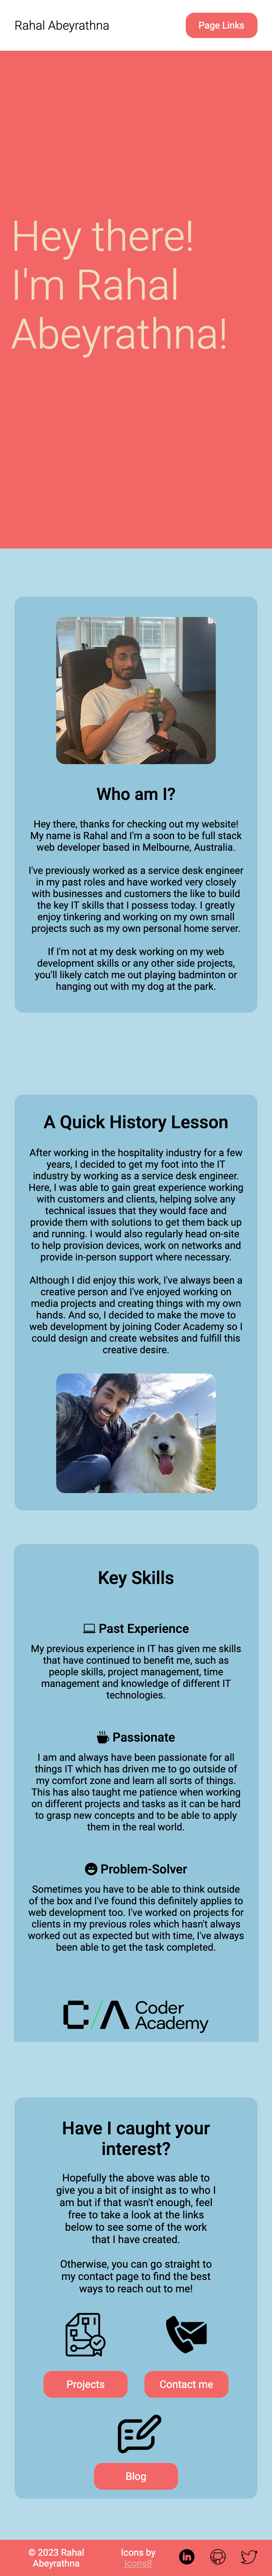 Rahal Abeyrathna
Page Links
Hey there!
I'm Rahal
Abeyrathna!
Who am I?
Hey there, thanks for checking out my website!
My name is Rahal and I'm a soon to be full stack
web developer based in Melbourne, Australia.
I've previously worked as a service desk engineer
in my past roles and have worked very closely
with businesses and customers the like to build
the key IT skills that I possess today. I greatly
enjoy tinkering and working on my own small
projects such as my own personal home server.
If I'm not at my desk working on my web
development skills or any other side projects,
you'll likely catch me out playing badminton or
hanging out with my dog at the park.
A Quick History Lesson
After working in the hospitality industry for a few
years, I decided to get my foot into the IT
industry by working as a service desk engineer.
Here, I was able to gain great experience working
with customers and clients, helping solve any
technical issues that they would face and
provide them with solutions to get them back up
and running. I would also regularly head on-site
to help provision devices, work on networks and
provide in-person support where necessary.
Although I did enjoy this work, I've always been a
creative person and I've enjoyed working on
media projects and creating things with my own
hands. And so, I decided to make the move to
web development by joining Coder Academy so I
could design and create websites and fulfill this
creative desire.
Key Skills
Past Experience
My previous experience in IT has given me skills
that have continued to benefit me, such as
people skills, project management, time
management and knowledge of different IT
technologies.
Passionate
I am and always have been passionate for all
things IT which has driven me to go outside of
my comfort zone and learn all sorts of things.
This has also taught me patience when working
on different projects and tasks as it can be hard
to grasp new concepts and to be able to apply
them in the real world.
Problem-Solver
Sometimes you have to be able to think outside
of the box and I've found this definitely applies to
web development too. I've worked on projects for
clients in my previous roles which hasn't always
worked out as expected but with time, I've always
been able to get the task completed.
Coder
Academy
Have I caught your
interest?
Hopefully the above was able to
give you a bit of insight as to who I
am but if that wasn't enough, feel
free to take a look at the links
below to see some of the work
that I have created.
Otherwise, you can go straight to
my contact page to find the best
ways to reach out to me!
Projects
Contact me
Blog
© 2023 Rahal
Abeyrathna
Icons by
Icons8
in